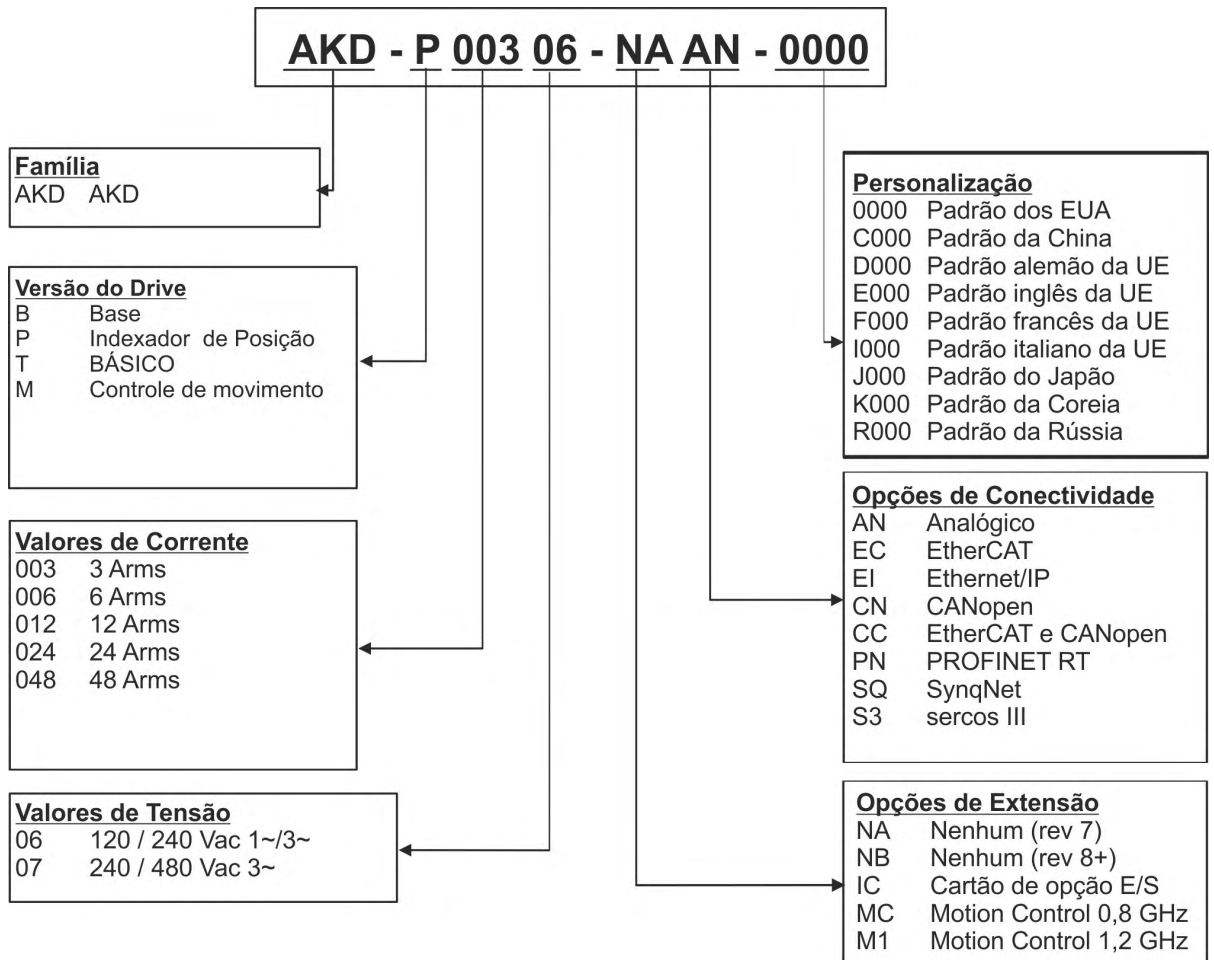 AKD - P 003 06 - NA AN - 0000
Família
AKD AKD
Versão do Drive
B Base
P Indexador de Posição
T BÁSICO
M Controle de movimento
Valores de Corrente
003 3 Arms
006 6 Arms
012 12 Arms
024 24 Arms
048 48 Arms
Valores de Tensão
06 120 / 240 Vac 1~/3~
07 240 / 480 Vac 3~
Personalização
0000 Padrão dos EUA
C000 Padrão da China
D000 Padrão alemão da UE
E000 Padrão inglês da UE
F000 Padrão francês da UE
I000 Padrão italiano da UE
J000 Padrão do Japão
K000 Padrão da Coreia
R000 Padrão da Rússia
Opções de Conectividade
AN Analógico
EC EtherCAT
EI Ethernet/IP
CN CANopen
CC EtherCAT e CANopen
PN PROFINET RT
SQ SynqNet
S3 sercos III
Opções de Extensão
NA Nenhum (rev 7)
NB Nenhum (rev 8+)
IC Cartão de opção E/S
MC Motion Control 0,8 GHz
M1 Motion Control 1,2 GHz